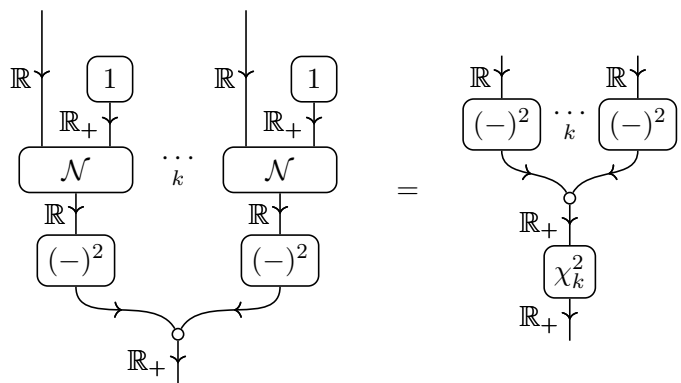 ℝ 1 ℝ 1 ℝ ℝ
ℝ₊ ℝ₊ (−)² ⋯ k (−)²
𝒩 ⋯ k 𝒩 =
ℝ ℝ ℝ₊
(−)² (−)² χ²ₖ
ℝ₊
ℝ₊